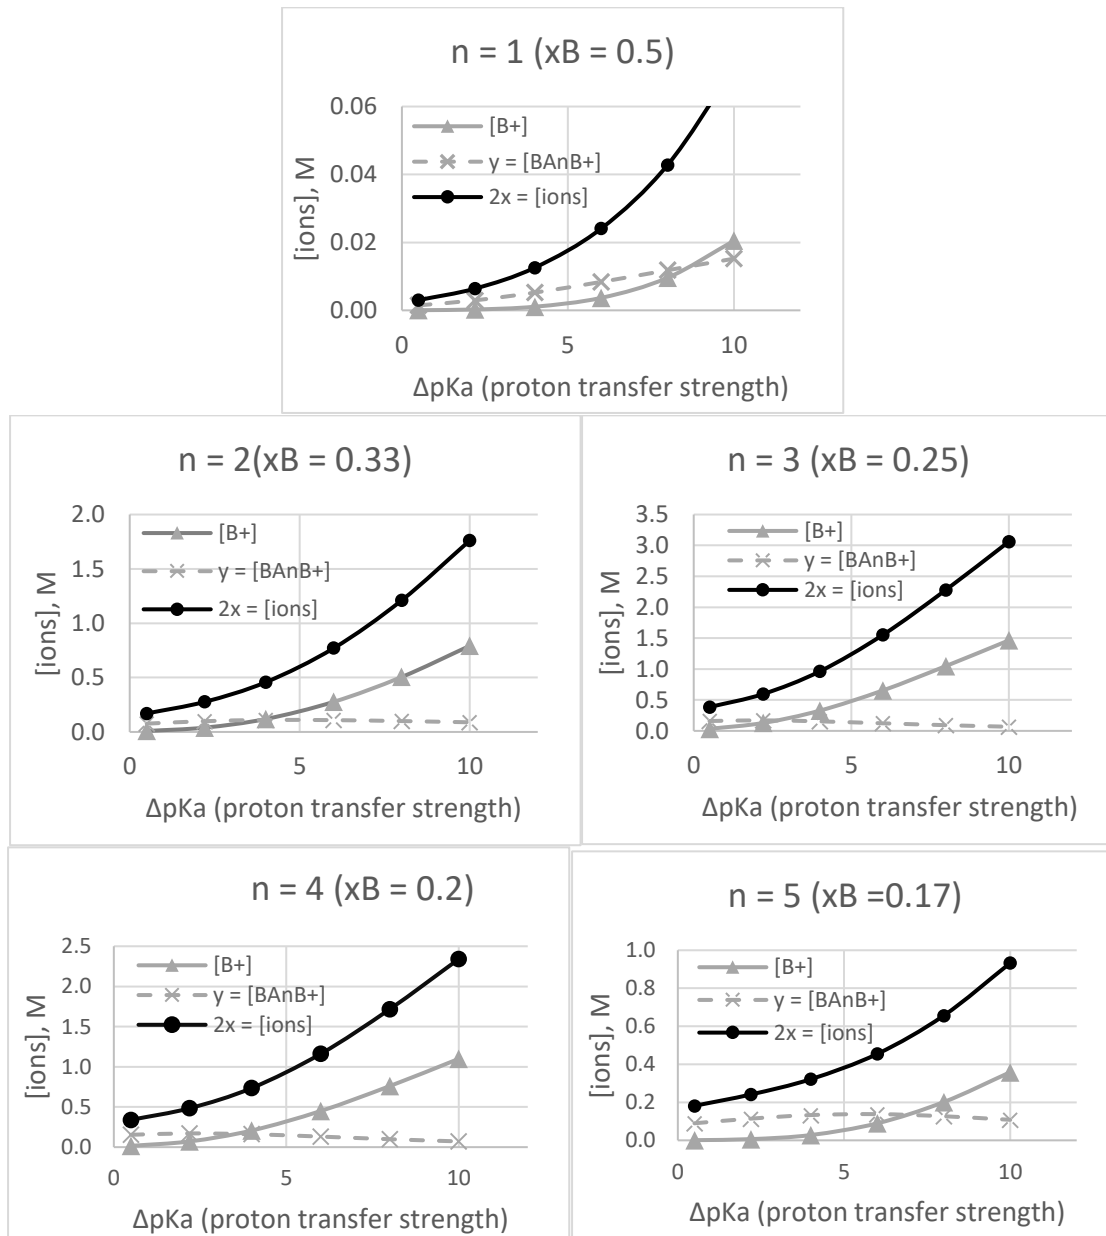 n = 1 (xB = 0.5)
[ions], M
0.06
0.04
0.02
0.00
[B+]
y = [BAnB+]
2x = [ions]
0 5 10
ΔpKa (proton transfer strength)
n = 2(xB = 0.33)
[ions], M
2.0
1.5
1.0
0.5
0.0
[B+]
y = [BAnB+]
2x = [ions]
0 5 10
ΔpKa (proton transfer strength)
n = 3 (xB = 0.25)
[ions], M
3.5
3.0
2.5
2.0
1.5
1.0
0.5
0.0
[B+]
y = [BAnB+]
2x = [ions]
0 5 10
ΔpKa (proton transfer strength)
n = 4 (xB = 0.2)
[ions], M
2.5
2.0
1.5
1.0
0.5
0.0
[B+]
y = [BAnB+]
2x = [ions]
0 5 10
ΔpKa (proton transfer strength)
n = 5 (xB =0.17)
[ions], M
1.0
0.8
0.6
0.4
0.2
0.0
[B+]
y = [BAnB+]
2x = [ions]
0 5 10
ΔpKa (proton transfer strength)